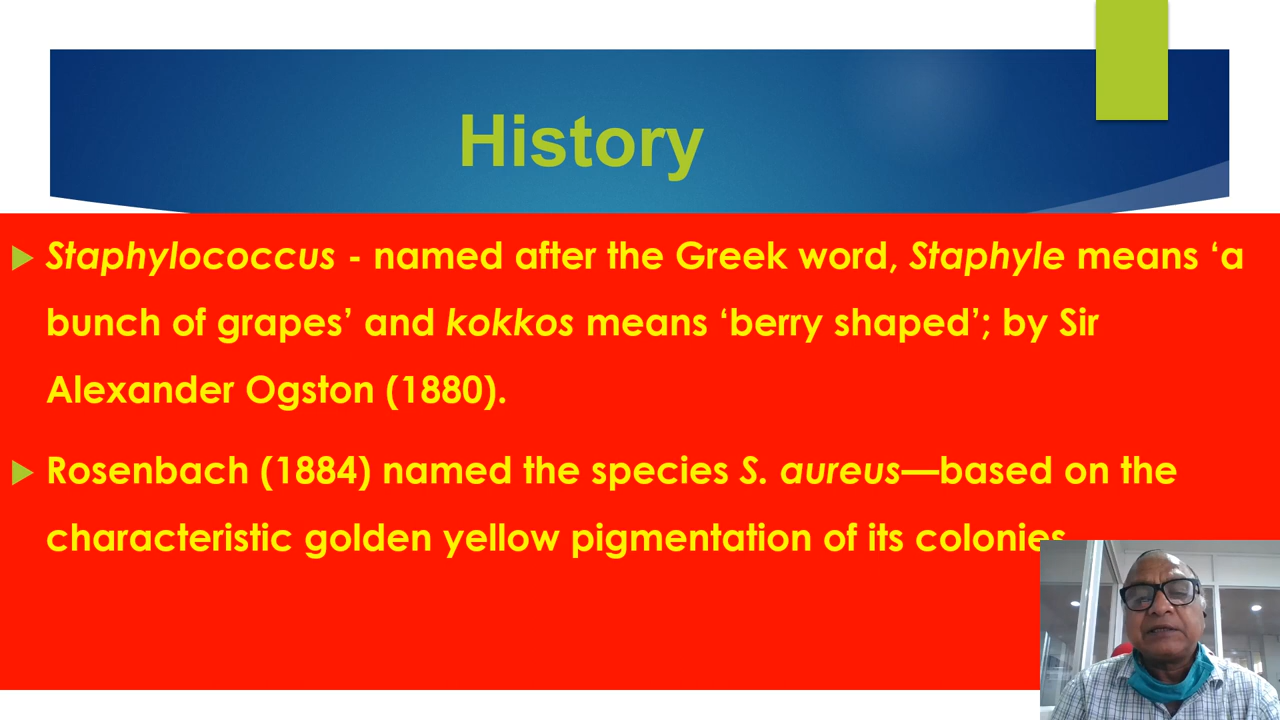 History
Staphylococcus - named after the Greek word, Staphyle means ‘a
bunch of grapes’ and kokkos means ‘berry shaped’; by Sir
Alexander Ogston (1880).
Rosenbach (1884) named the species S. aureus—based on the
characteristic golden yellow pigmentation of its colonies